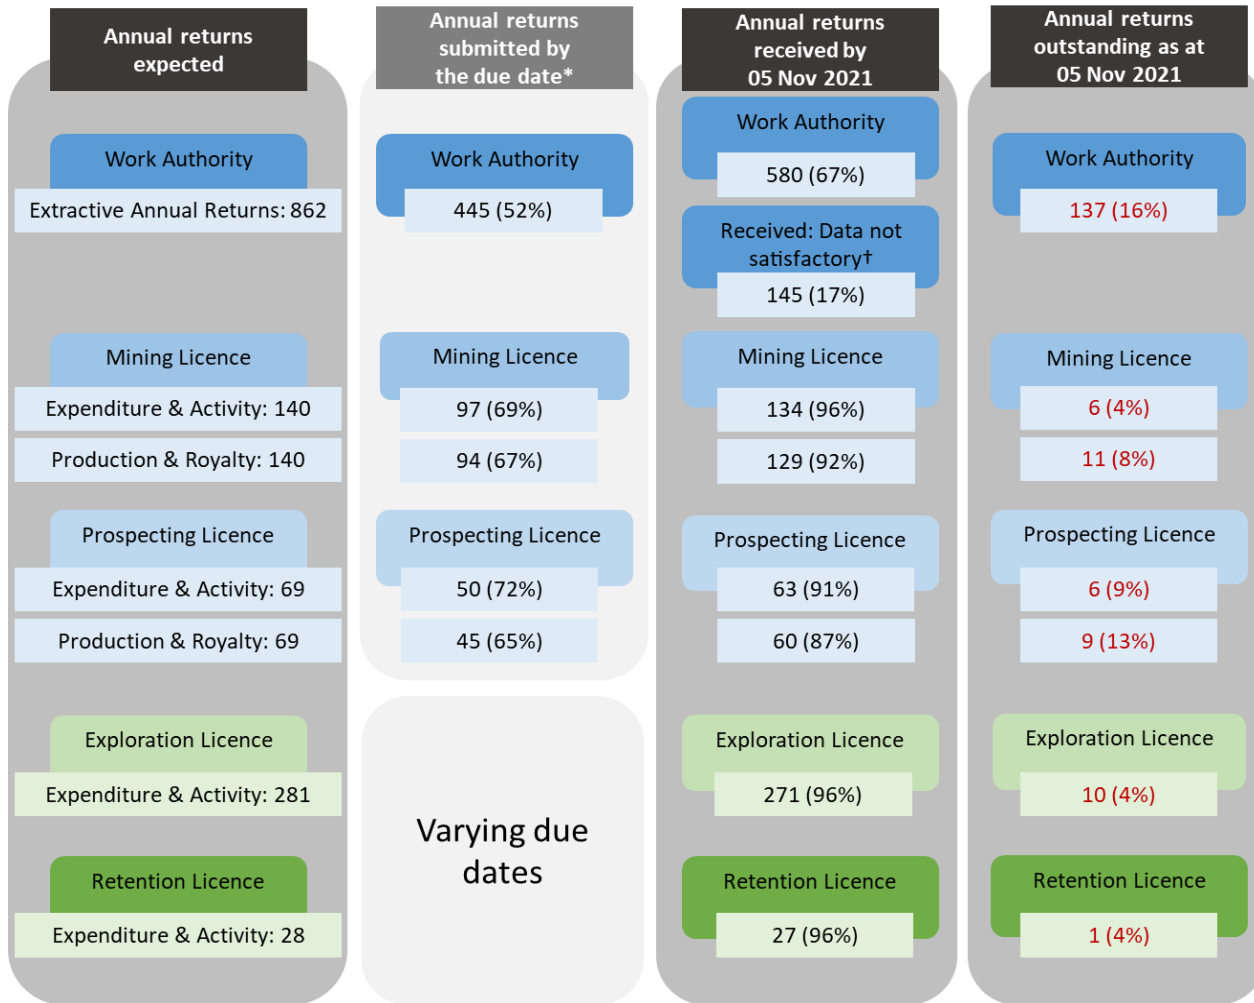 Annual returns
expected
Work Authority
Extractive Annual Returns: 862
Mining Licence
Expenditure & Activity: 140
Production & Royalty: 140
Prospecting Licence
Expenditure & Activity: 69
Production & Royalty: 69
Exploration Licence
Expenditure & Activity: 281
Retention Licence
Expenditure & Activity: 28
Annual returns
submitted by
the due date*
Work Authority
445 (52%)
Mining Licence
97 (69%)
94 (67%)
Prospecting Licence
50 (72%)
45 (65%)
Varying due
dates
Annual returns
received by
05 Nov 2021
Work Authority
580 (67%)
Received: Data not
satisfactory†
145 (17%)
Mining Licence
134 (96%)
129 (92%)
Prospecting Licence
63 (91%)
60 (87%)
Exploration Licence
271 (96%)
Retention Licence
27 (96%)
Annual returns
outstanding as at
05 Nov 2021
Work Authority
137 (16%)
Mining Licence
6 (4%)
11 (8%)
Prospecting Licence
6 (9%)
9 (13%)
Exploration Licence
10 (4%)
Retention Licence
1 (4%)